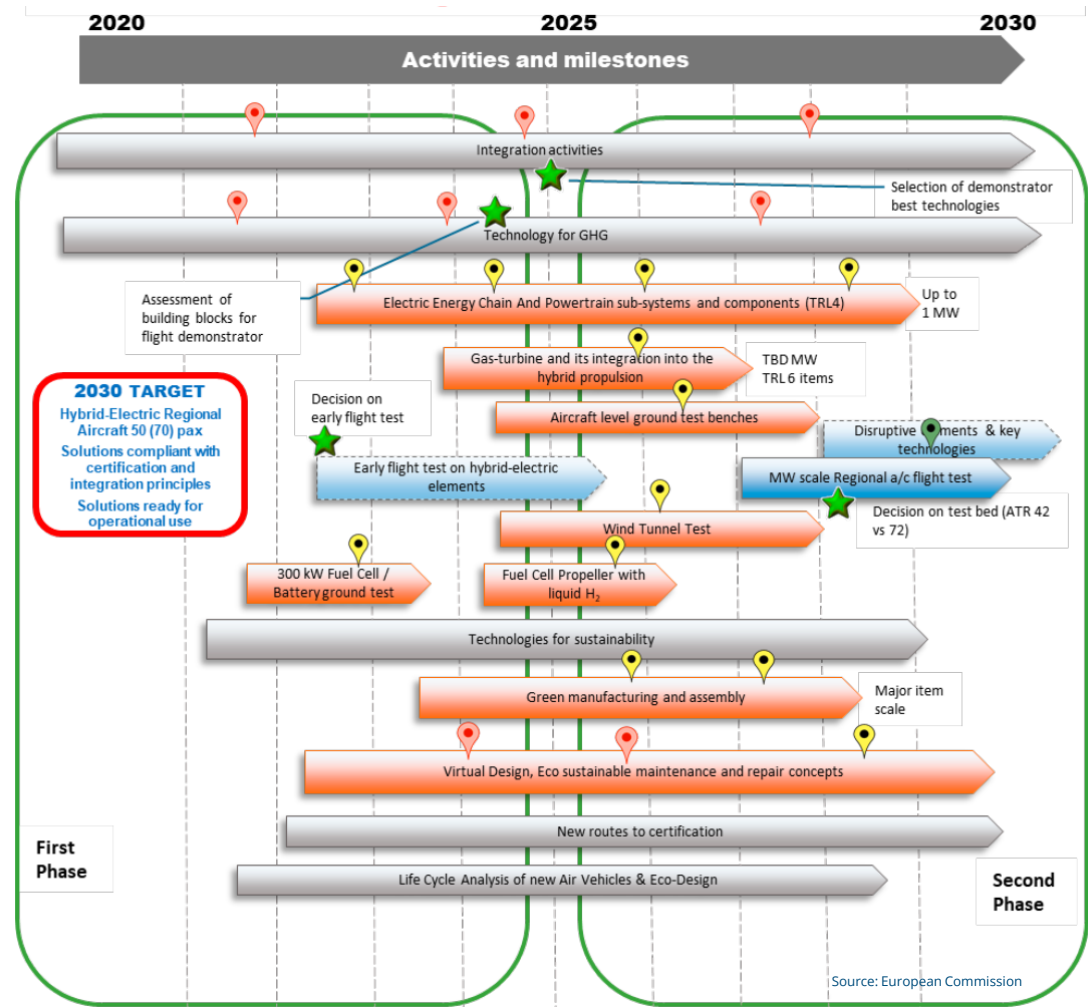 2020
2025
2030
Activities and milestones
Integration activities
Selection of demonstrator
best technologies
Technology for GHG
Assessment of
building blocks for
flight demonstrator
Electric Energy Chain And Powertrain sub-systems and components (TRL4)
Up to
1 MW
Gas-turbine and its integration into the
hybrid propulsion
TBD MW
TRL 6 items
2030 TARGET
Hybrid-Electric Regional
Aircraft 50 (70) pax
Solutions compliant with
certification and
integration principles
Solutions ready for
operational use
Decision on
early flight test
Aircraft level ground test benches
Disruptive & key
technologies
Early flight test on hybrid-electric
elements
MW scale Regional a/c flight test
Wind Tunnel Test
Decision on test bed (ATR 42
vs 72)
300 kW Fuel Cell /
Battery ground test
Fuel Cell Propeller with
liquid H₂
Technologies for sustainability
Green manufacturing and assembly
Major item
scale
Virtual Design, Eco sustainable maintenance and repair concepts
New routes to certification
First
Phase
Life Cycle Analysis of new Air Vehicles & Eco-Design
Second
Phase
Source: European Commission